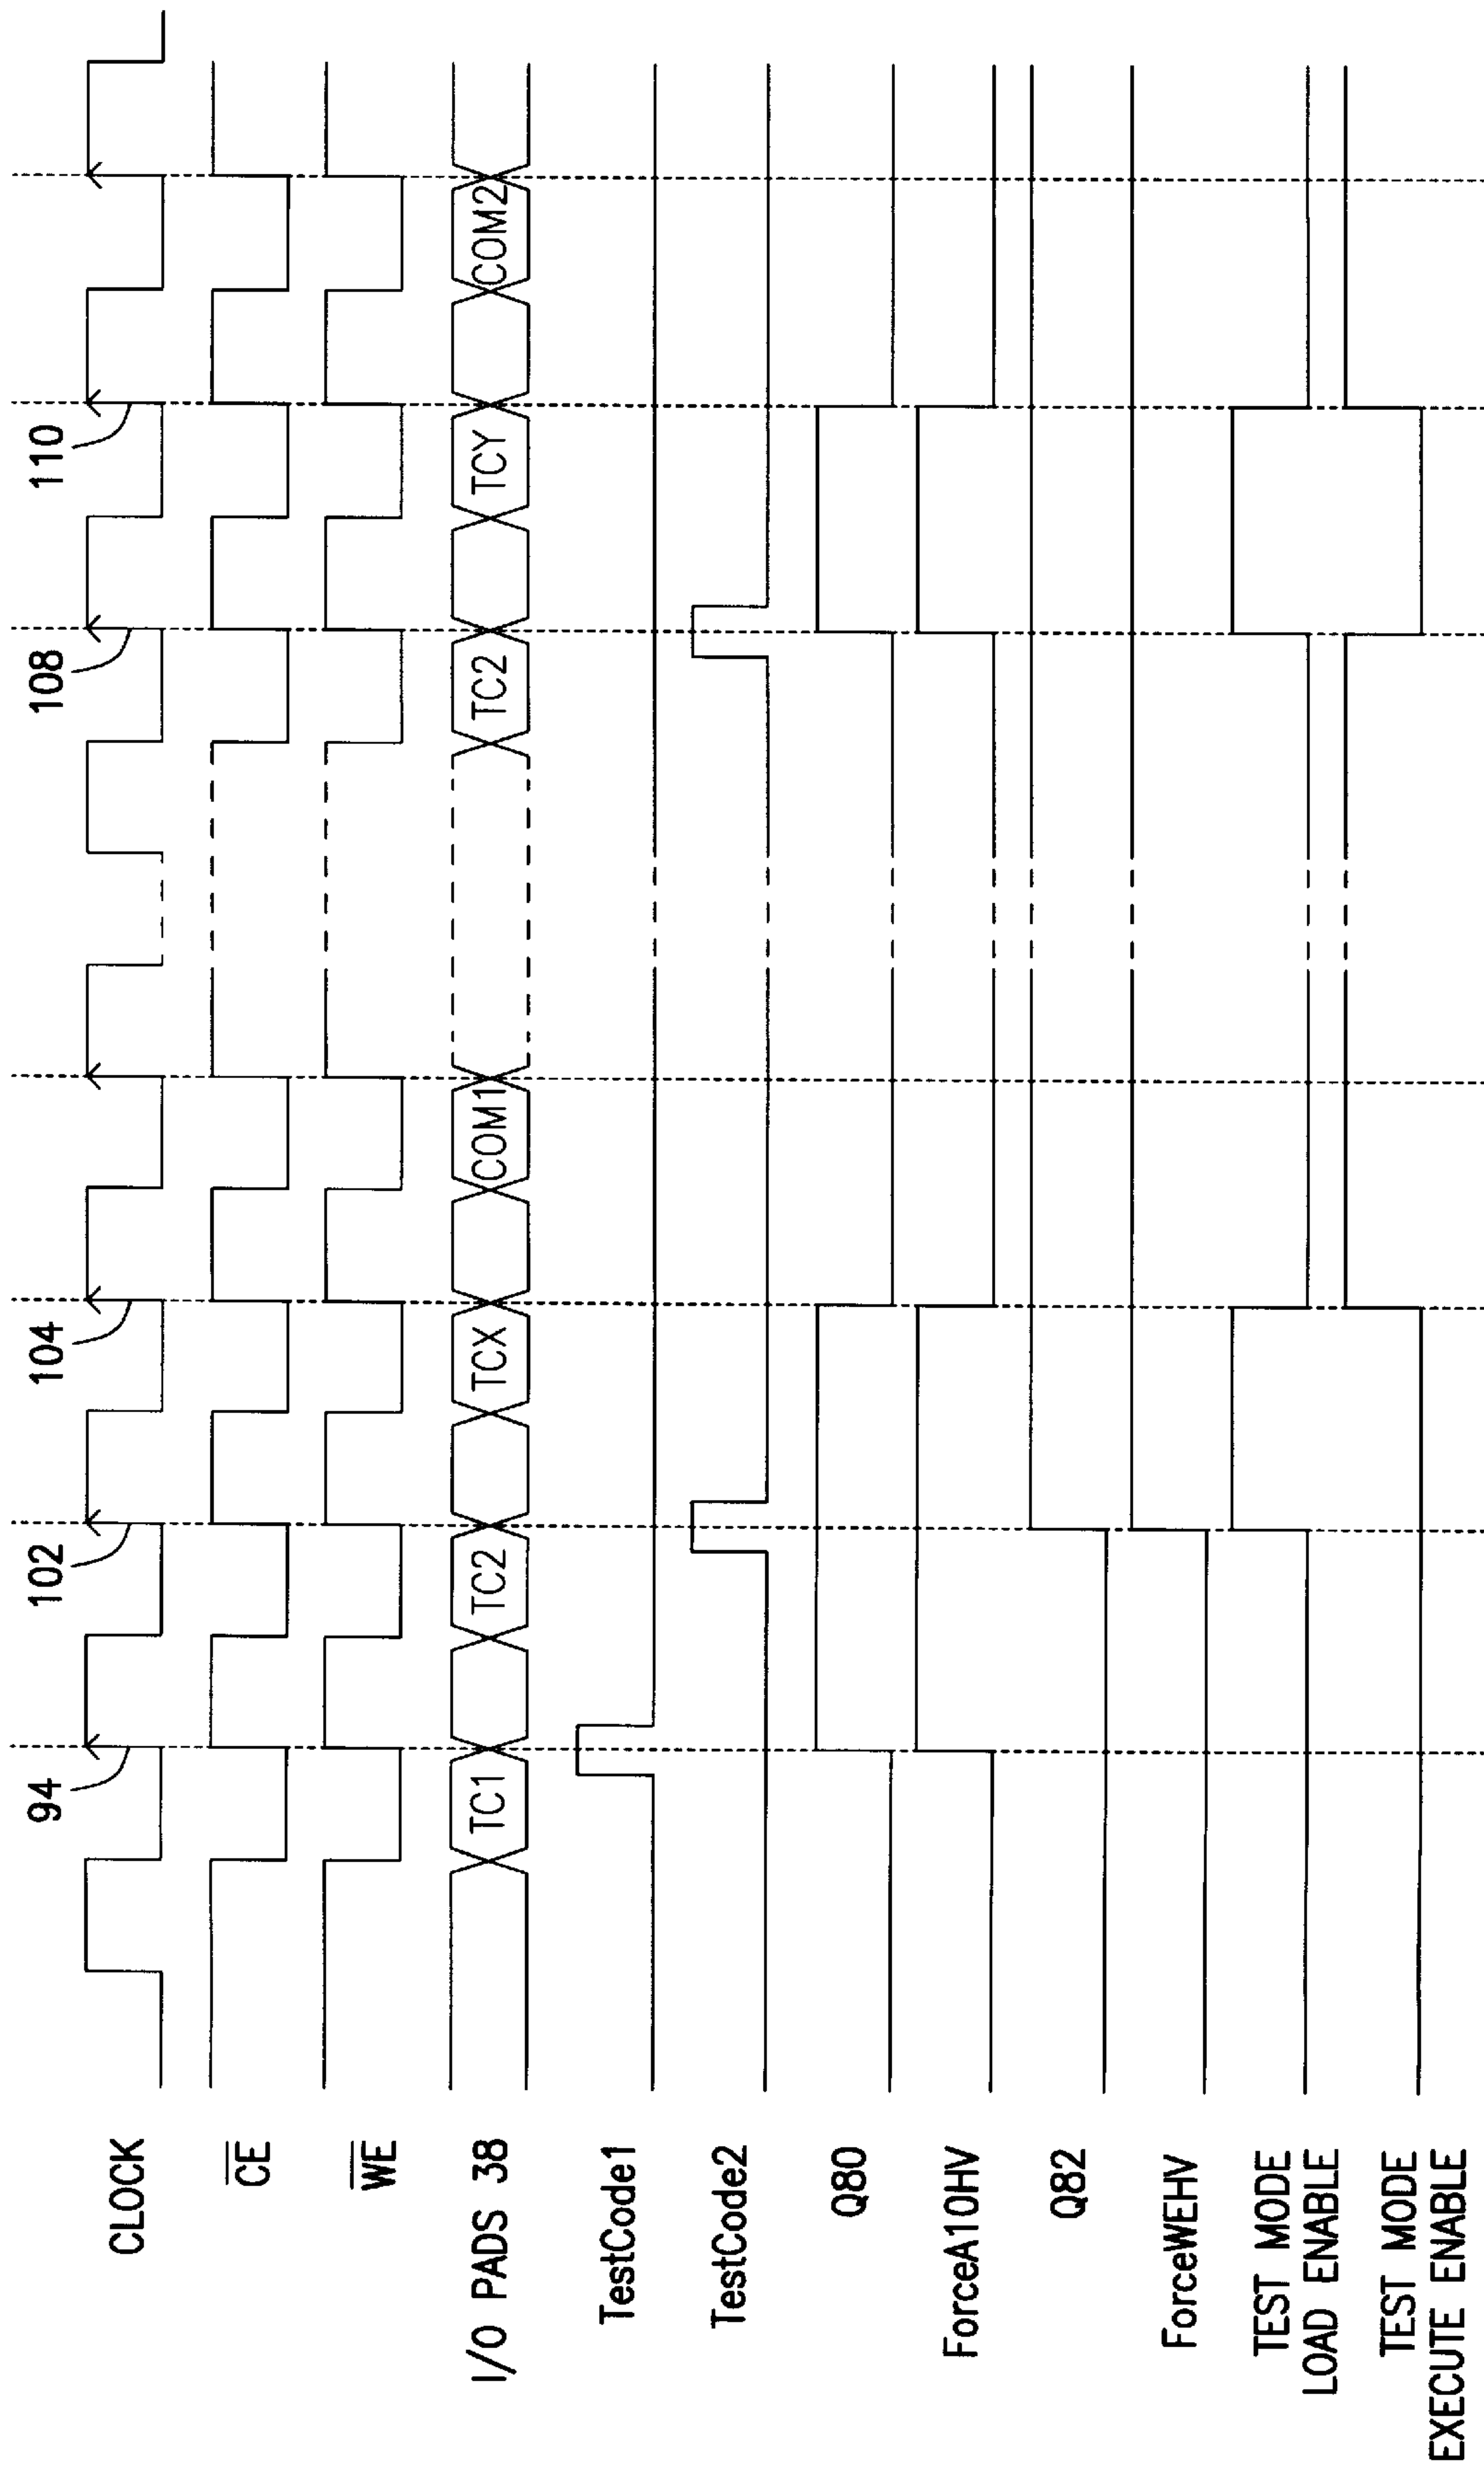 94 102 104 108 110
CLOCK
CE
WE
I/O PADS 38 TC1 TC2 TCX COM1 TC2 TCY COM2
TestCode1
TestCode2
Q80
ForceA10HV
Q82
ForceWEHV
TEST MODE
LOAD ENABLE
TEST MODE
EXECUTE ENABLE